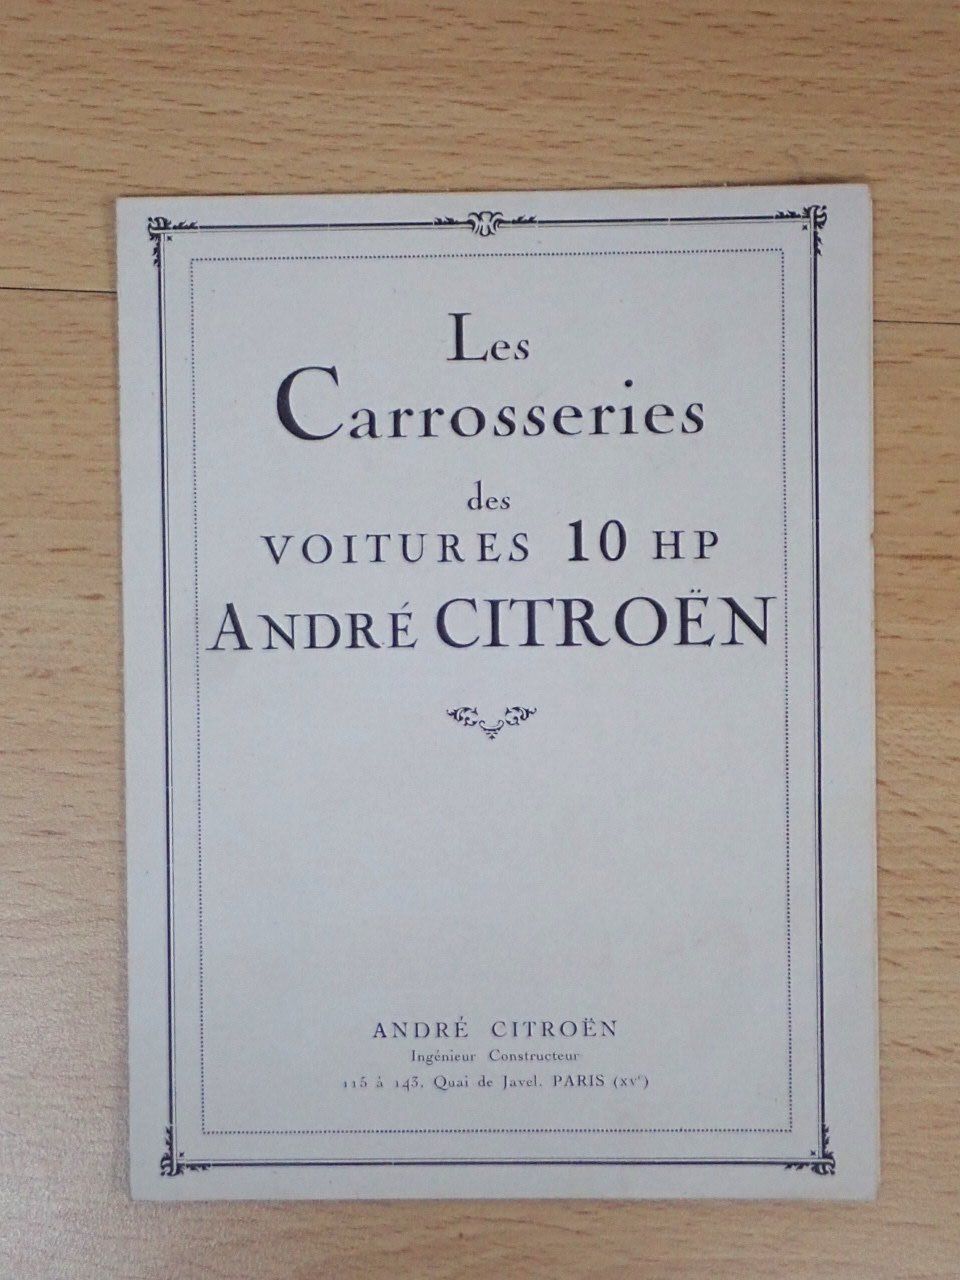 Les
Carrosseries
des
VOITURES 10 HP
ANDRÉ CITROËN
ANDRÉ CITROËN
Ingénieur Constructeur
115 à 143, Quai de Javel, PARIS (XVᵉ)